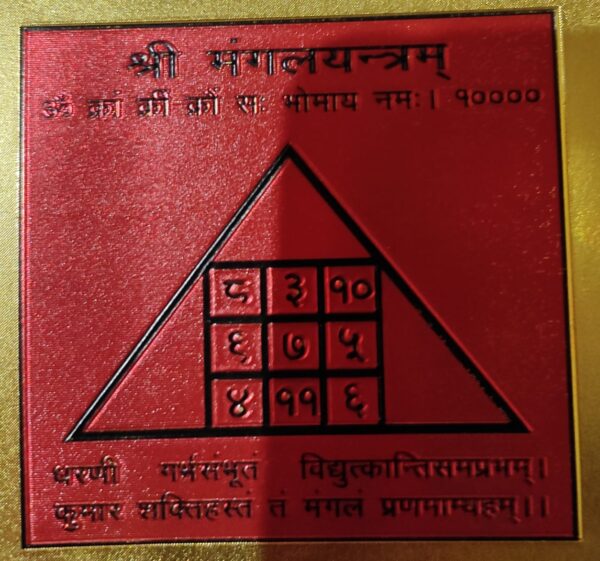 श्री मंगलयन्त्रम्
ॐ क्रां क्रीं क्रौं सः भोमाय नमः। १००००
८ ३ १०
९ ७ ५
४ ११ ६
धरणी गर्भसंभूतं विद्युत्कान्तिसमप्रभम्।
कुमार शक्तिहस्तं तं मंगलं प्रणमाम्यहम्।।